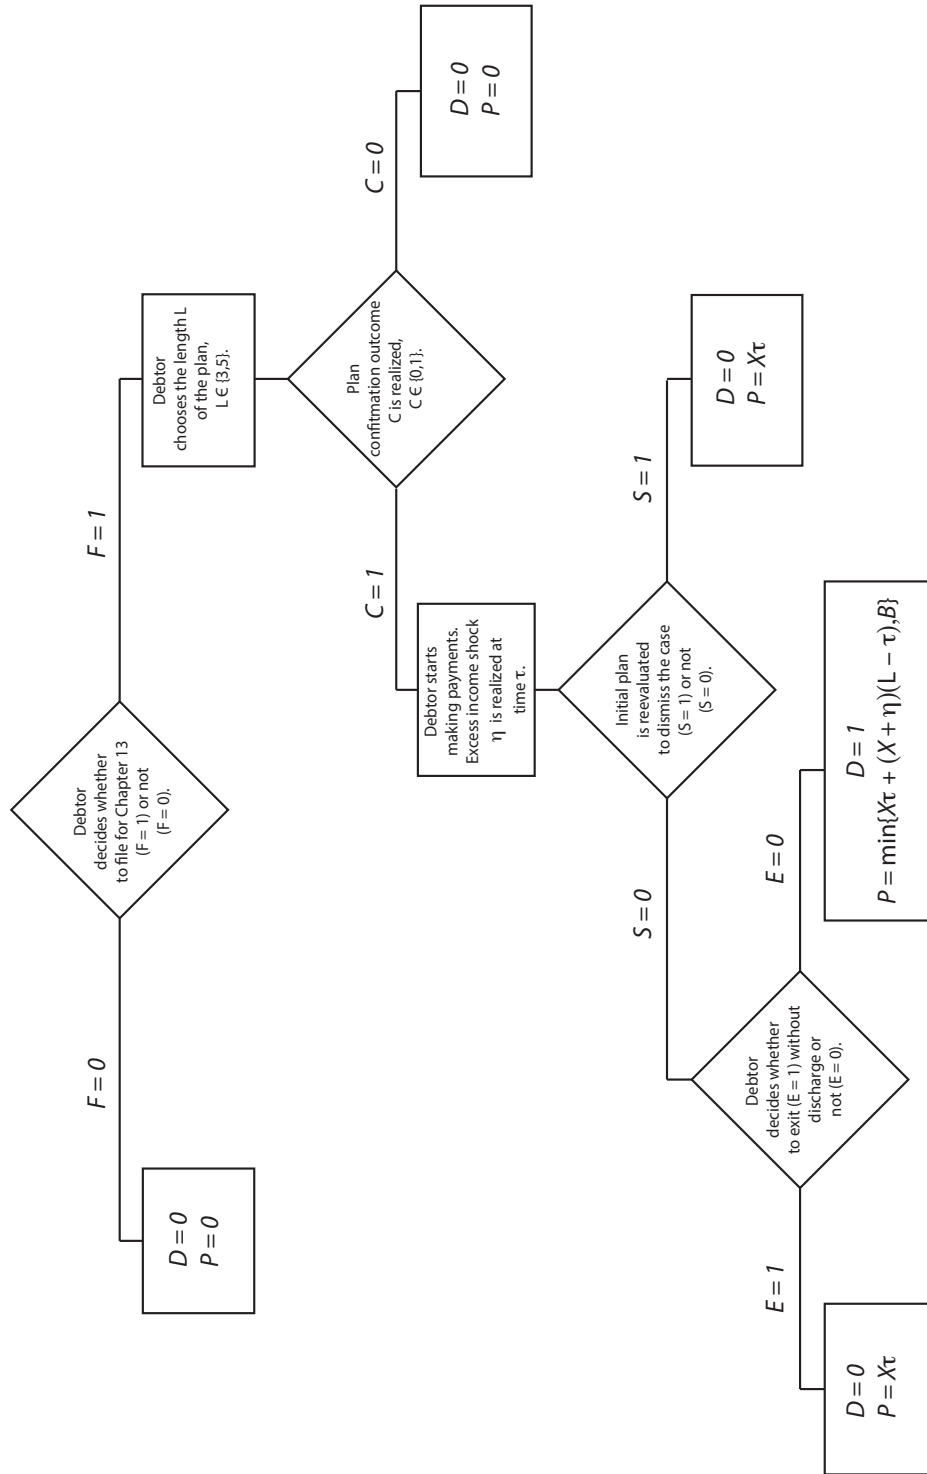 Debtor
decides whether
to file for Chapter 13
(F = 1) or not
(F = 0).
F = 0
F = 1
D = 0
P = 0
Debtor
chooses the length L
of the plan,
L ∈ {3,5}.
Plan
confitmation outcome
C is realized,
C ∈ {0,1}.
C = 1
C = 0
D = 0
P = 0
Debtor starts
making payments.
Excess income shock
η is realized at
time τ.
Initial plan
is reevaluated
to dismiss the case
(S = 1) or not
(S = 0).
S = 0
S = 1
D = 0
P = Xτ
Debtor
decides whether
to exit (E = 1) without
discharge or
not (E = 0).
E = 1
E = 0
D = 0
P = Xτ
D = 1
P = min{Xτ + (X + η)(L − τ),B}